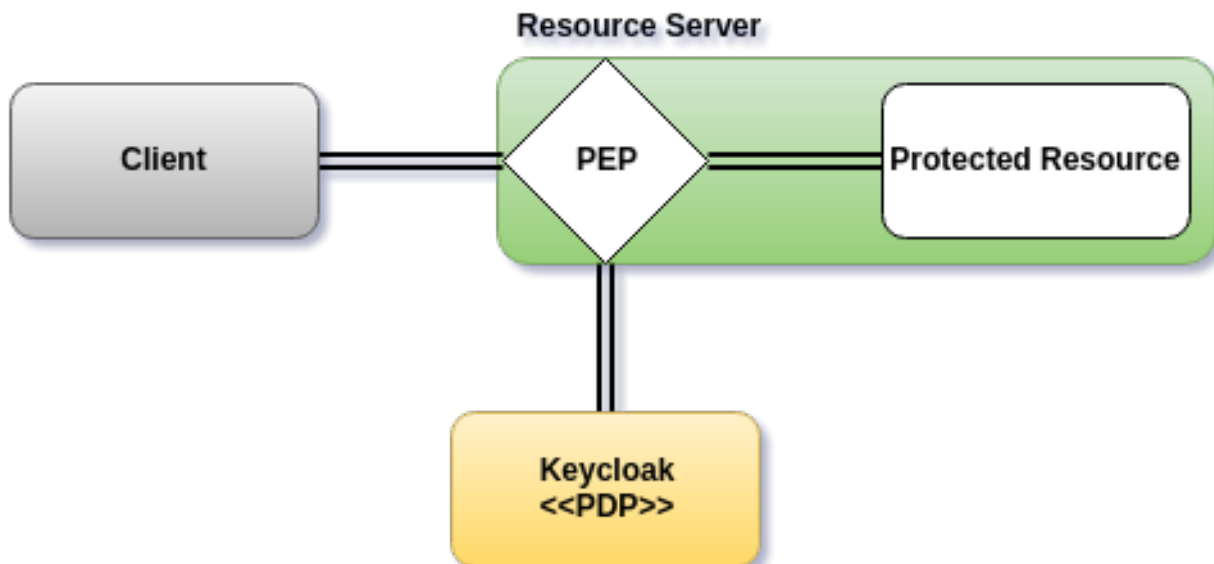 Resource Server
Client
PEP
Protected Resource
Keycloak
<<PDP>>